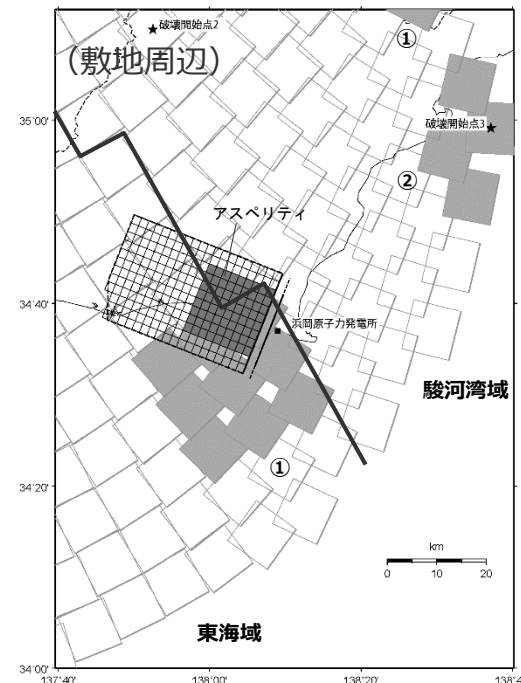 破壊開始点2
（敷地周辺）
①
35°00'
破壊開始点3
②
アスペリティ
34°40'
浜岡原子力発電所
駿河湾域
①
34°20'
km
0 10 20
東海域
34°00'
137°40' 138°00' 138°20' 138°4